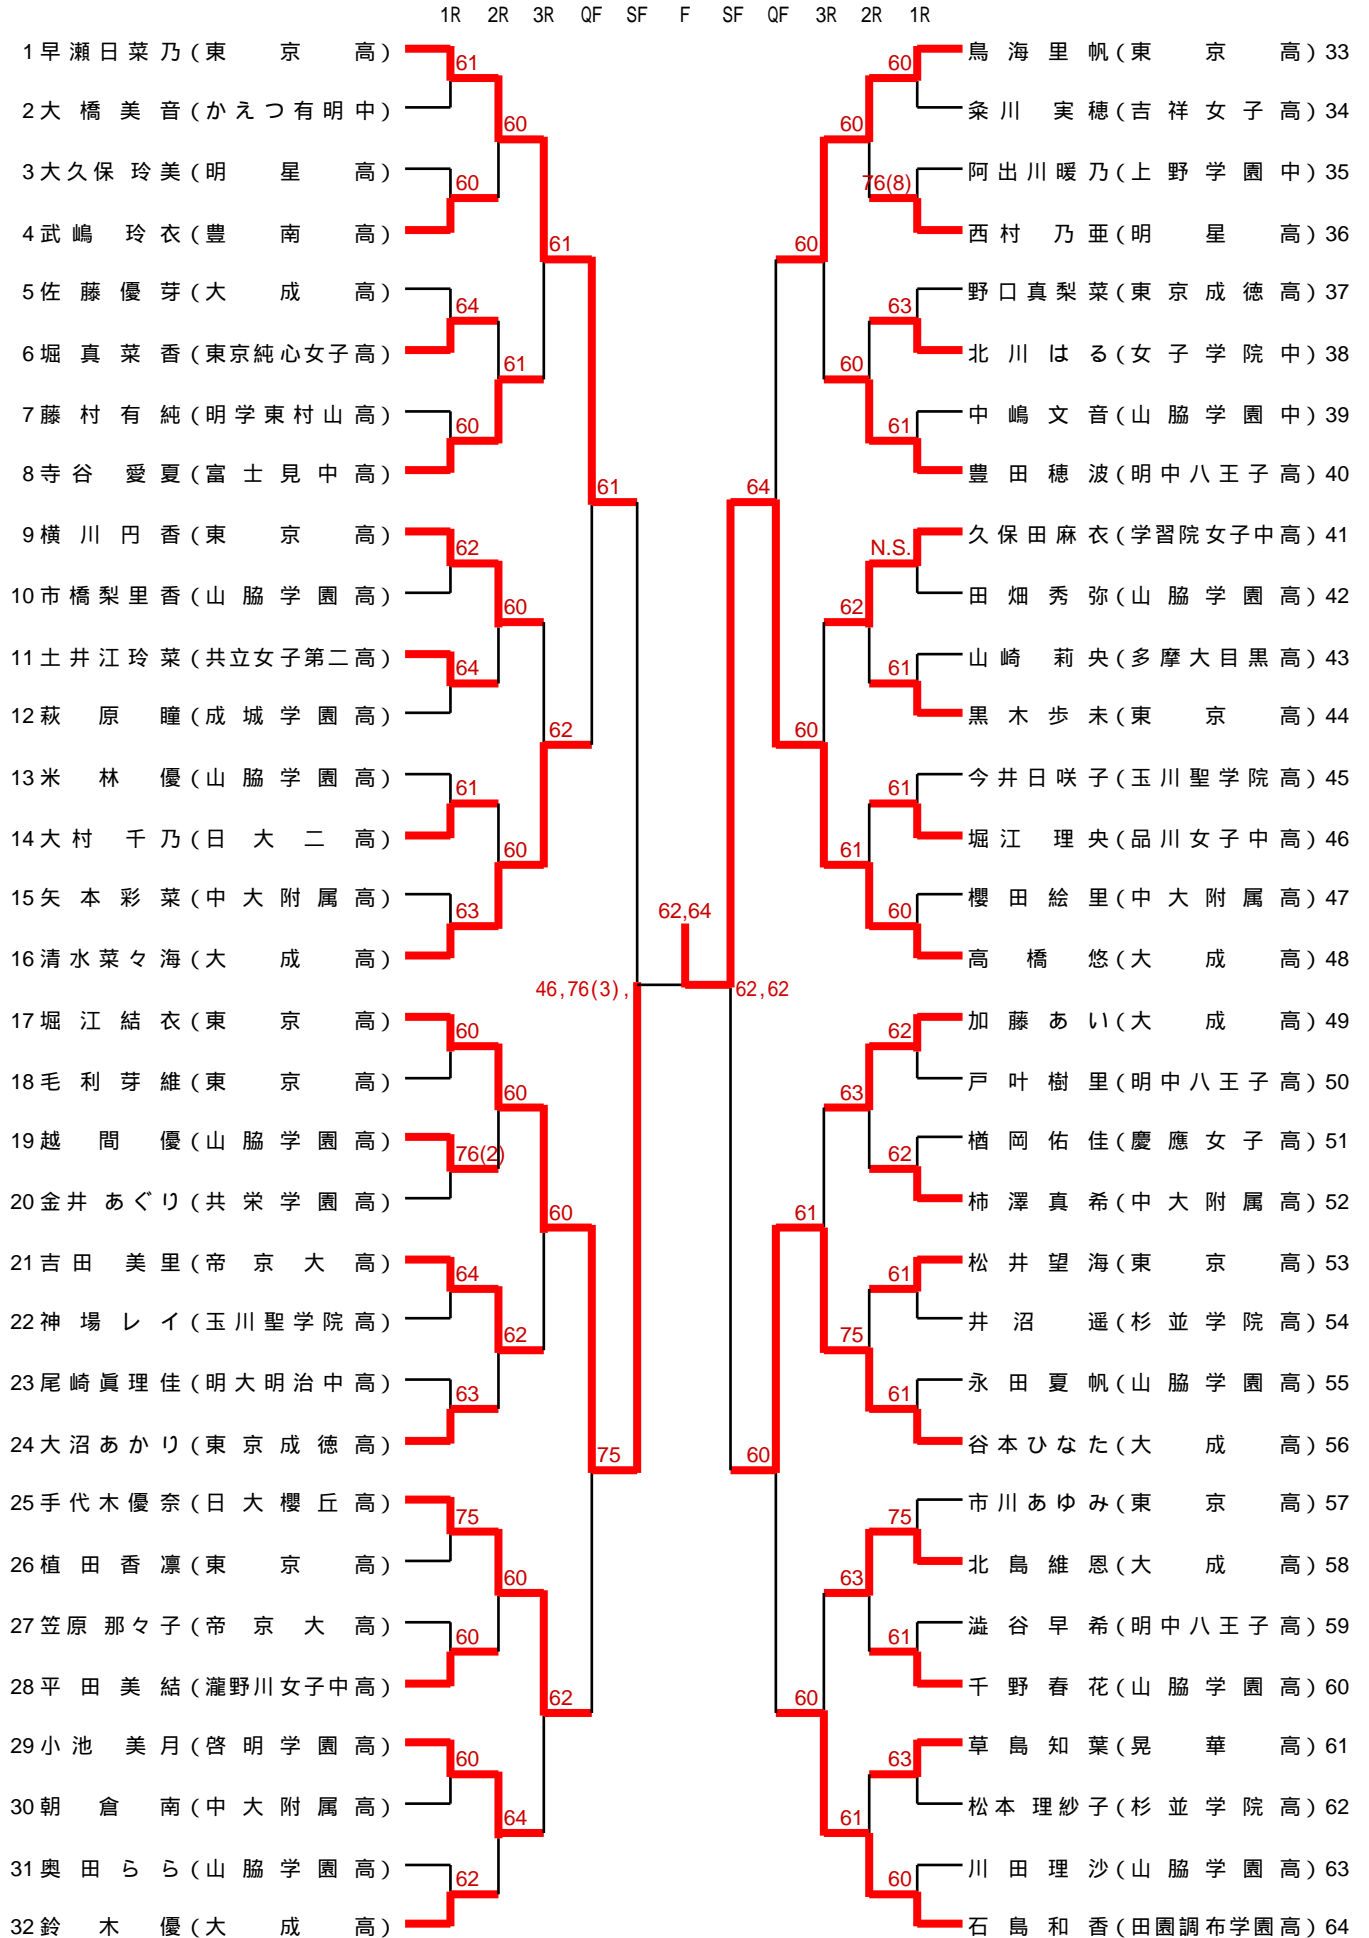 1R 2R 3R QF SF F SF QF 3R 2R 1R
1 早瀬日菜乃 (東京高)
2 大橋美音 (かえつ有明中)
3 大久保 玲美 (明星高)
4 武嶋 玲衣 (豊南高)
5 佐藤優芽 (大成高)
6 堀真菜香 (東京純心女子高)
7 藤村有純 (明学東村山高)
8 寺谷 愛夏 (富士見中高)
9 横川円香 (東京高)
10 市橋梨里香 (山脇学園高)
11 土井江玲菜 (共立女子第二高)
12 萩原瞳 (成城学園高)
13 米林優 (山脇学園高)
14 大村 千乃 (日大二高)
15 矢本彩菜 (中大附属高)
16 清水菜々海 (大成高)
17 堀江結衣 (東京高)
18 毛利芽維 (東京高)
19 越間優 (山脇学園高)
20 金井 あぐり (共栄学園高)
21 吉田 美里 (帝京大高)
22 神場レイ (玉川聖学院高)
23 尾崎眞理佳 (明大明治中高)
24 大沼あかり (東京成徳高)
25 手代木優奈 (日大櫻丘高)
26 植田香凛 (東京高)
27 笠原 那々子 (帝京大高)
28 平田美結 (瀧野川女子中高)
29 小池 美月 (啓明学園高)
30 朝倉南 (中大附属高)
31 奥田らら (山脇学園高)
32 鈴木優 (大成高)
61
60
64
60
62
64
61
63
60
76(2)
64
63
75
60
60
62
60
61
60
60
60
62
60
64
61
62
60
62
61
75
46,76(3),
62,64
62,62
64
60
60
60
61
60
60
60
62
61
63
75
63
61
60
76(8)
63
61
N.S.
61
61
60
62
62
61
61
75
61
63
60
鳥海里帆 (東京高) 33
粂川 実穂 (吉祥女子高) 34
阿出川暖乃 (上野学園中) 35
西村 乃亜 (明星高) 36
野口真梨菜 (東京成徳高) 37
北川はる (女子学院中) 38
中嶋文音 (山脇学園中) 39
豊田穂波 (明中八王子高) 40
久保田麻衣 (学習院女子中高) 41
田畑秀弥 (山脇学園高) 42
山崎 莉央 (多摩大目黒高) 43
黒木歩未 (東京高) 44
今井日咲子 (玉川聖学院高) 45
堀江 理央 (品川女子中高) 46
櫻田絵里 (中大附属高) 47
高橋悠 (大成高) 48
加藤あい (大成高) 49
戸叶樹里 (明中八王子高) 50
楢岡佑佳 (慶應女子高) 51
柿澤真希 (中大附属高) 52
松井望海 (東京高) 53
井沼遥 (杉並学院高) 54
永田夏帆 (山脇学園高) 55
谷本ひなた (大成高) 56
市川あゆみ (東京高) 57
北島維恩 (大成高) 58
澁谷早希 (明中八王子高) 59
千野春花 (山脇学園高) 60
草島知葉 (晃華高) 61
松本 理紗子 (杉並学院高) 62
川田理沙 (山脇学園高) 63
石島和香 (田園調布学園高) 64